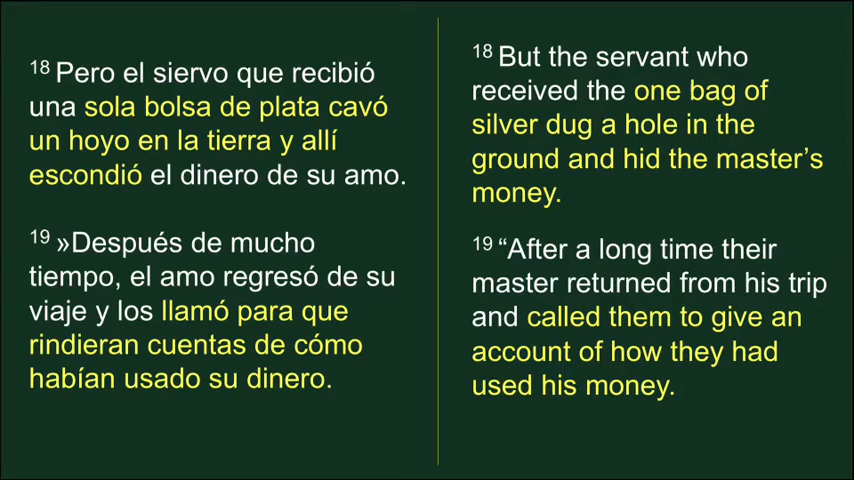 18 Pero el siervo que recibió
una sola bolsa de plata cavó
un hoyo en la tierra y allí
escondió el dinero de su amo.
19 »Después de mucho
tiempo, el amo regresó de su
viaje y los llamó para que
rindieran cuentas de cómo
habían usado su dinero.
18 But the servant who
received the one bag of
silver dug a hole in the
ground and hid the master’s
money.
19 “After a long time their
master returned from his trip
and called them to give an
account of how they had
used his money.